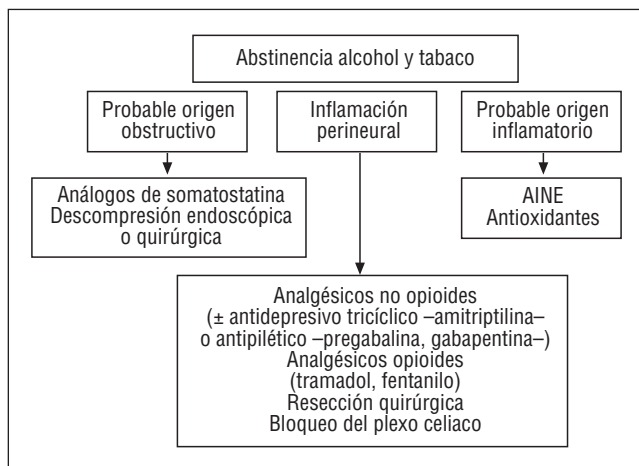 Abstinencia alcohol y tabaco
Probable origen
obstructivo
Inflamación
perineural
Probable origen
inflamatorio
Análogos de somatostatina
Descompresión endoscópica
o quirúrgica
AINE
Antioxidantes
Analgésicos no opioides
(± antidepresivo tricíclico –amitriptilina–
o antipilético –pregabalina, gabapentina–)
Analgésicos opioides
(tramadol, fentanilo)
Resección quirúrgica
Bloqueo del plexo celiaco